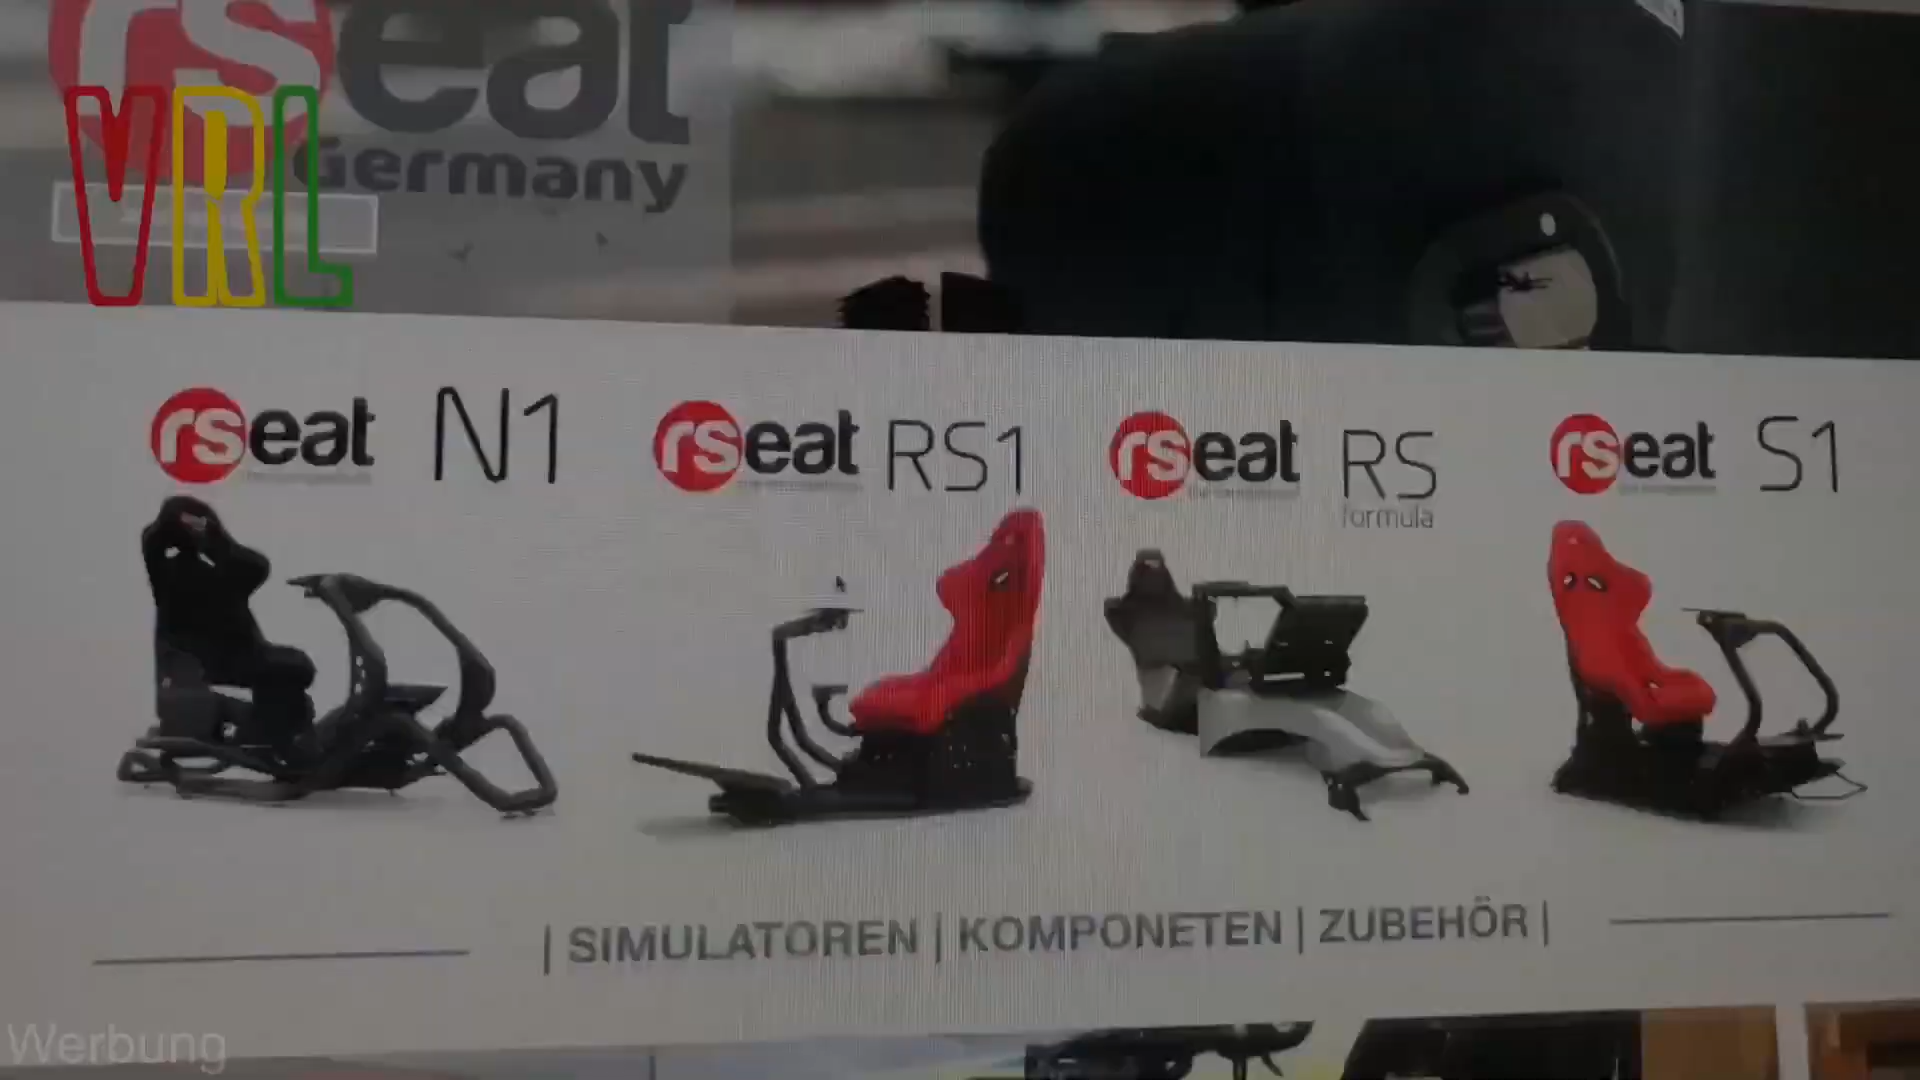 rseat
Germany
VRL
rseat N1
rseat RS1
rseat RS
formula
rseat S1
| SIMULATOREN | KOMPONETEN | ZUBEHÖR |
Werbung